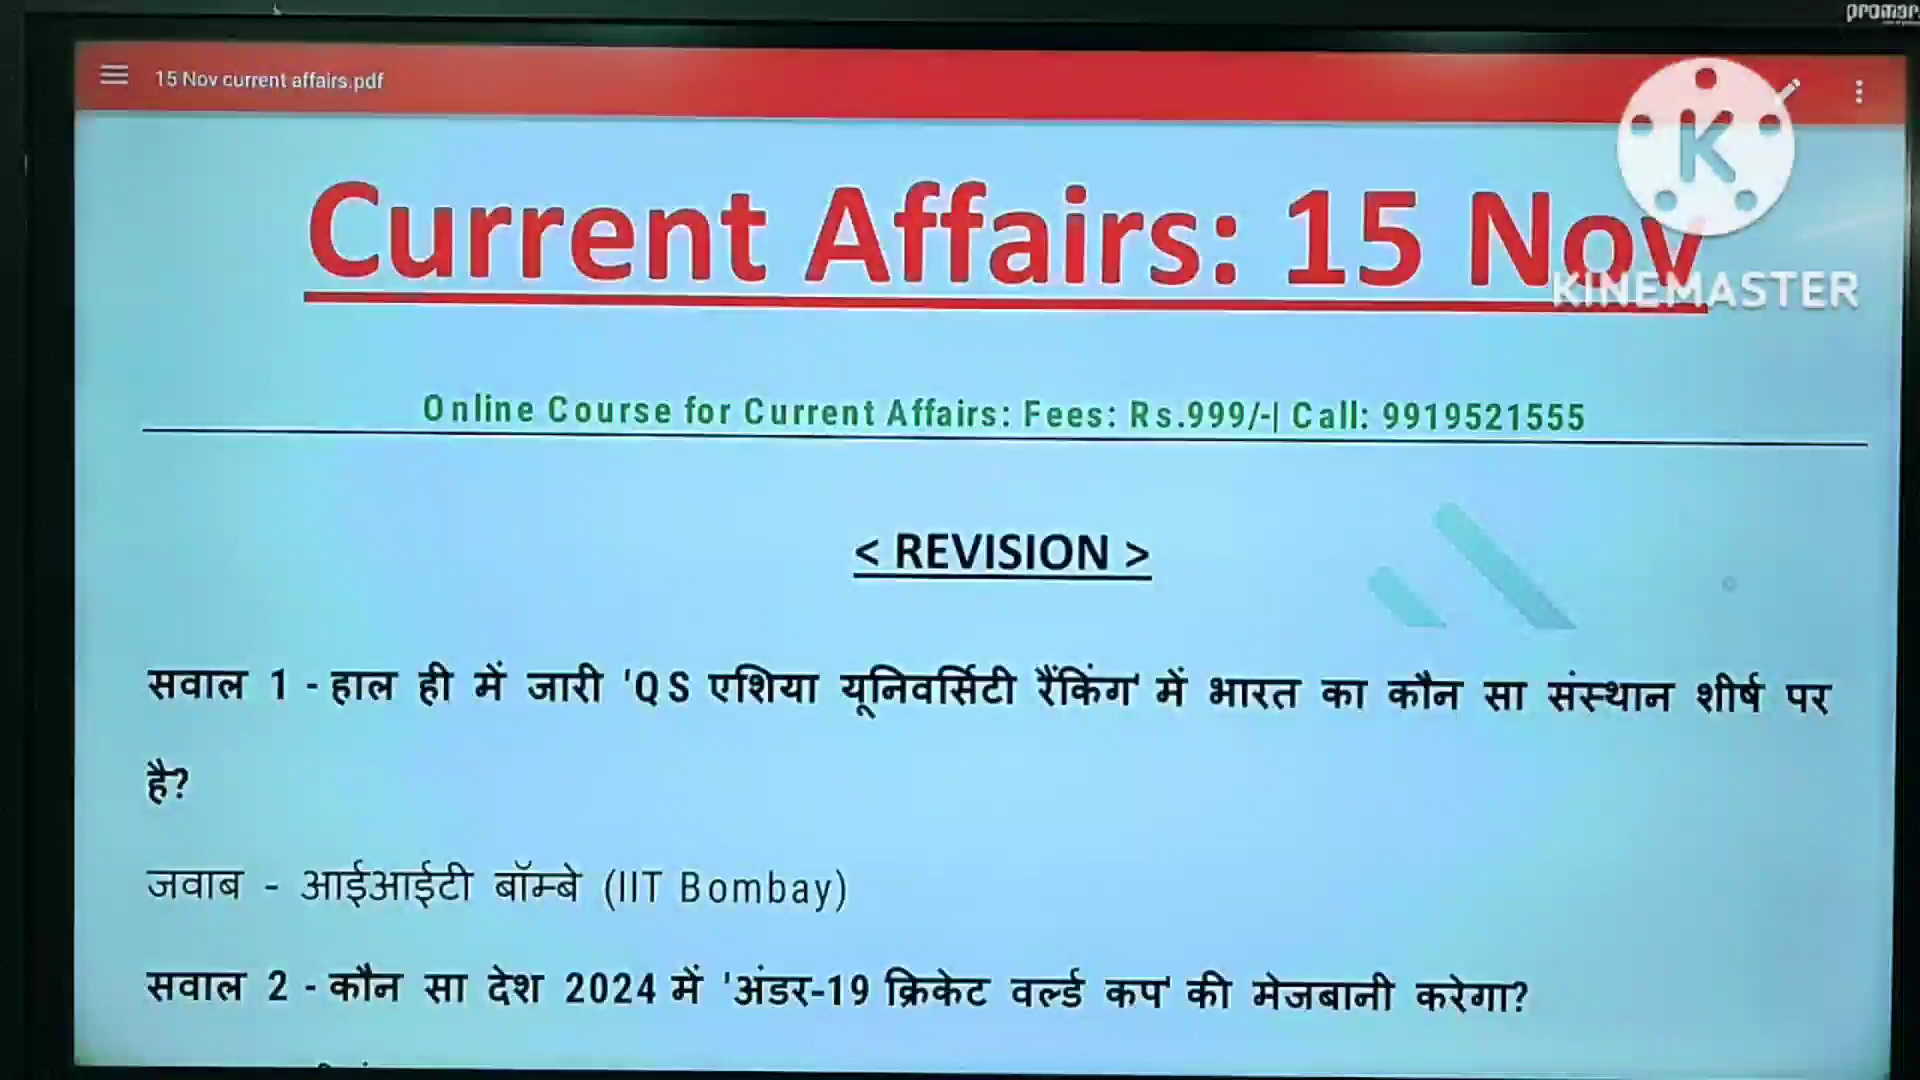 promar
15 Nov current affairs.pdf
K
Current Affairs: 15 Nov
KINEMASTER
Online Course for Current Affairs: Fees: Rs.999/-| Call: 9919521555
< REVISION >
सवाल 1 - हाल ही में जारी 'QS एशिया यूनिवर्सिटी रैंकिंग' में भारत का कौन सा संस्थान शीर्ष पर
है?
जवाब - आईआईटी बॉम्बे (IIT Bombay)
सवाल 2 - कौन सा देश 2024 में 'अंडर-19 क्रिकेट वर्ल्ड कप' की मेजबानी करेगा?